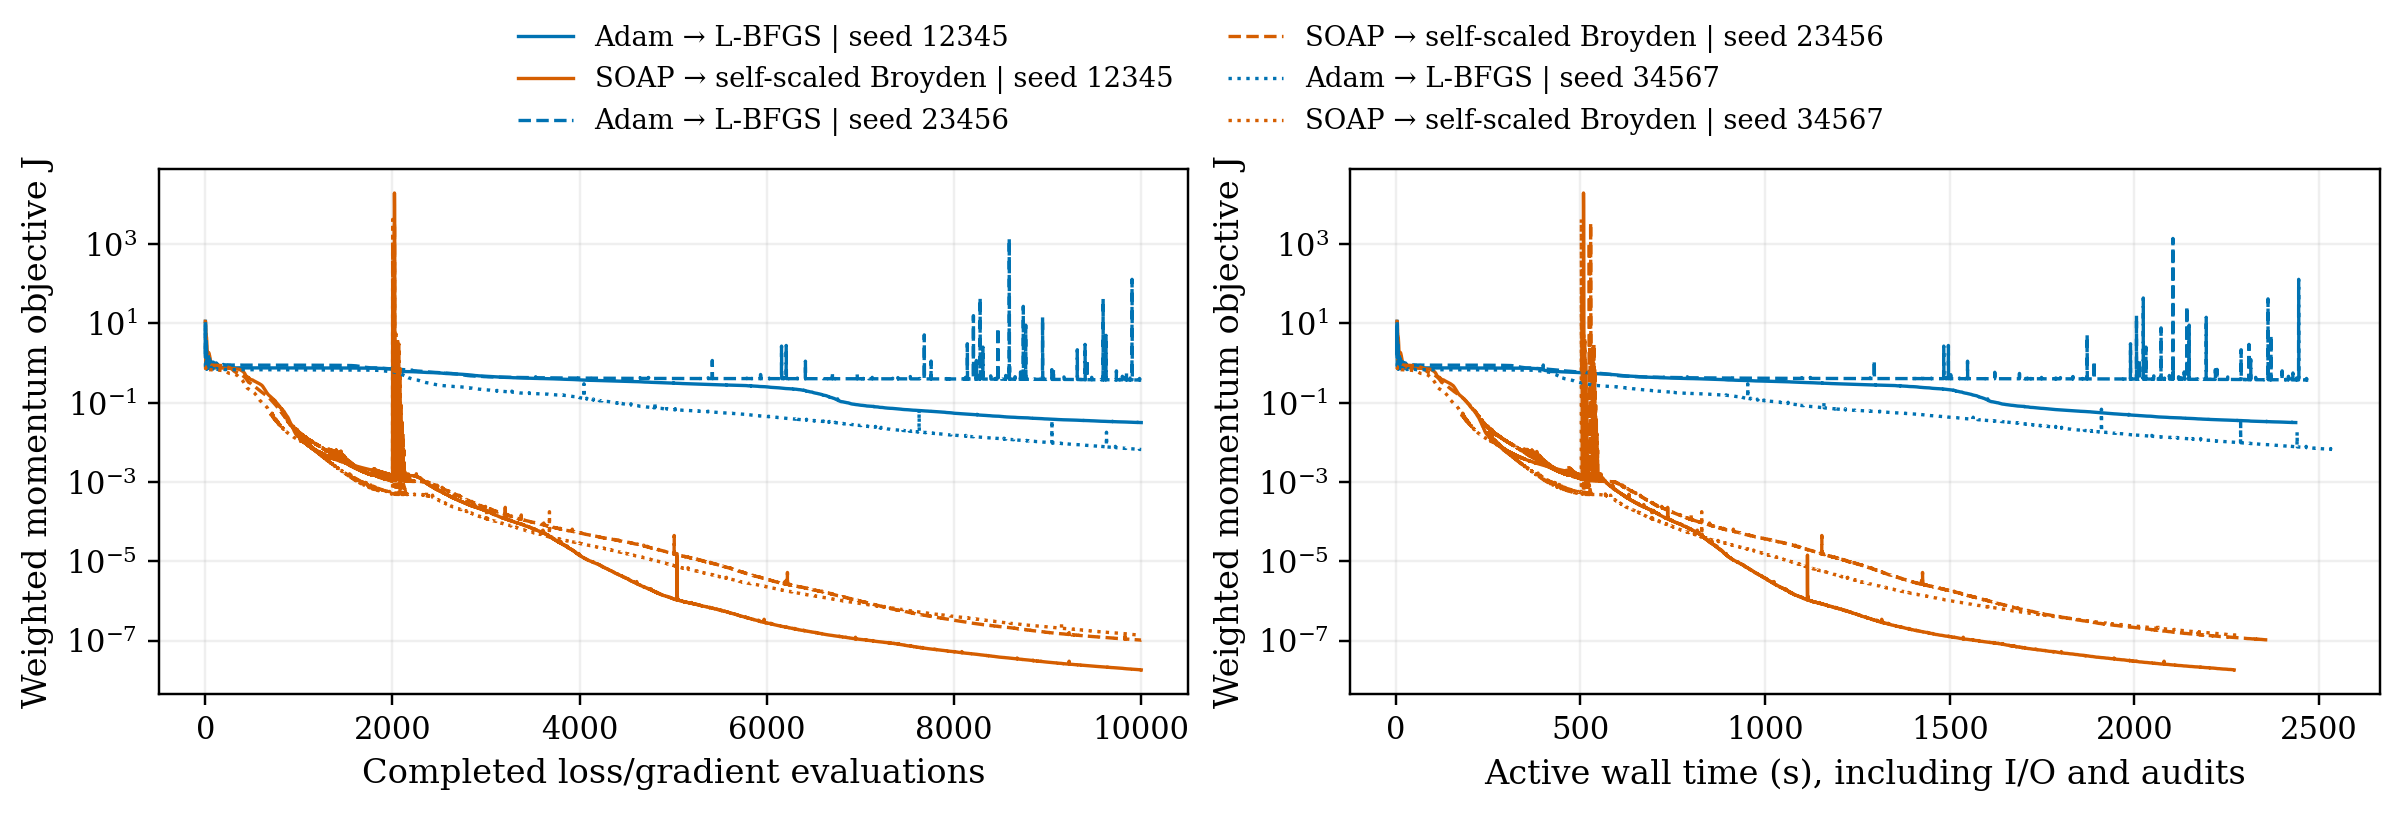 Adam → L-BFGS | seed 12345
SOAP → self-scaled Broyden | seed 12345
Adam → L-BFGS | seed 23456
SOAP → self-scaled Broyden | seed 23456
Adam → L-BFGS | seed 34567
SOAP → self-scaled Broyden | seed 34567
Weighted momentum objective J
10³
10¹
10⁻¹
10⁻³
10⁻⁵
10⁻⁷
0 2000 4000 6000 8000 10000
Completed loss/gradient evaluations
Weighted momentum objective J
10³
10¹
10⁻¹
10⁻³
10⁻⁵
10⁻⁷
0 500 1000 1500 2000 2500
Active wall time (s), including I/O and audits